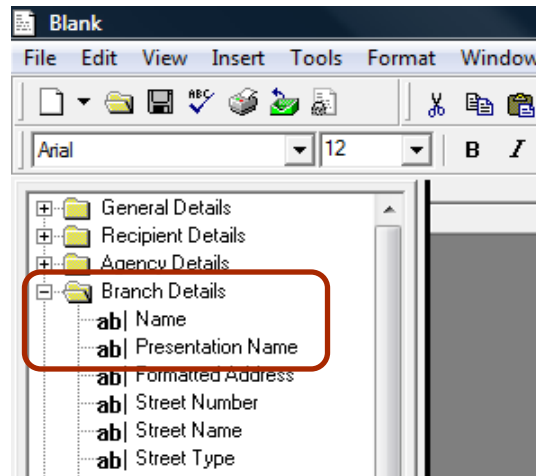 Blank
File Edit View Insert Tools Format Window
ABC
Arial 12 B I
General Details
Recipient Details
Agency Details
Branch Details
ab| Name
ab| Presentation Name
ab| Formatted Address
ab| Street Number
ab| Street Name
ab| Street Type